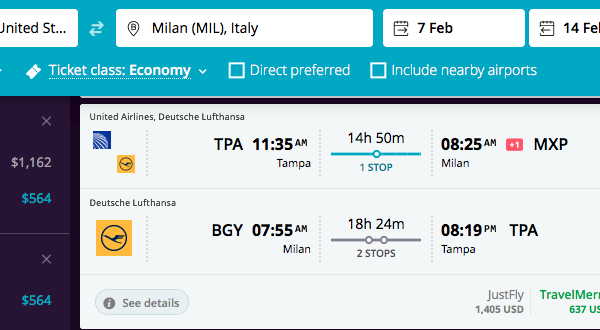 United St...
Milan (MIL), Italy
7 Feb
14 Feb
Ticket class: Economy
Direct preferred
Include nearby airports
$1,162
$564
$564
United Airlines, Deutsche Lufthansa
TPA 11:35 AM
Tampa
14h 50m
1 STOP
08:25 AM +1 MXP
Milan
Deutsche Lufthansa
BGY 07:55 AM
Milan
18h 24m
2 STOPS
08:19 PM TPA
Tampa
See details
JustFly
1,405 USD
TravelMer
637 US